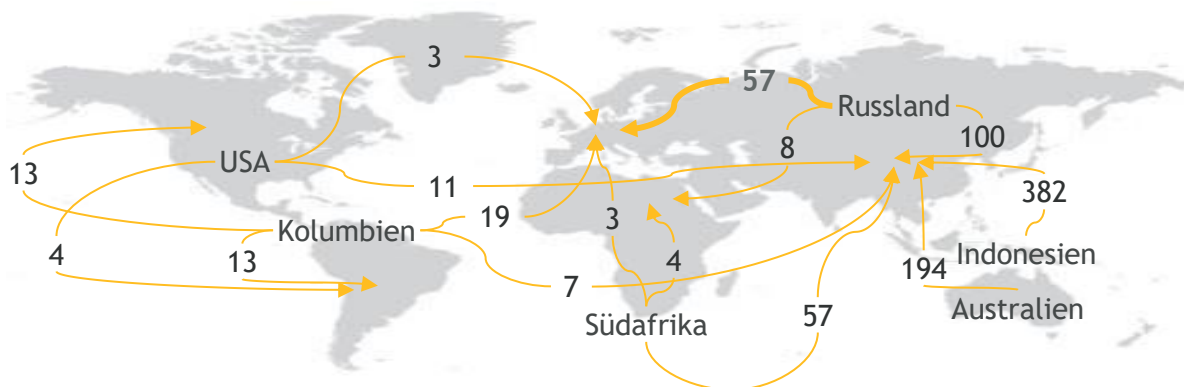 3
57
Russland
100
8
USA
13
11
382
19
3
Kolumbien
4
13
7
4
Indonesien
194
Südafrika
57
Australien